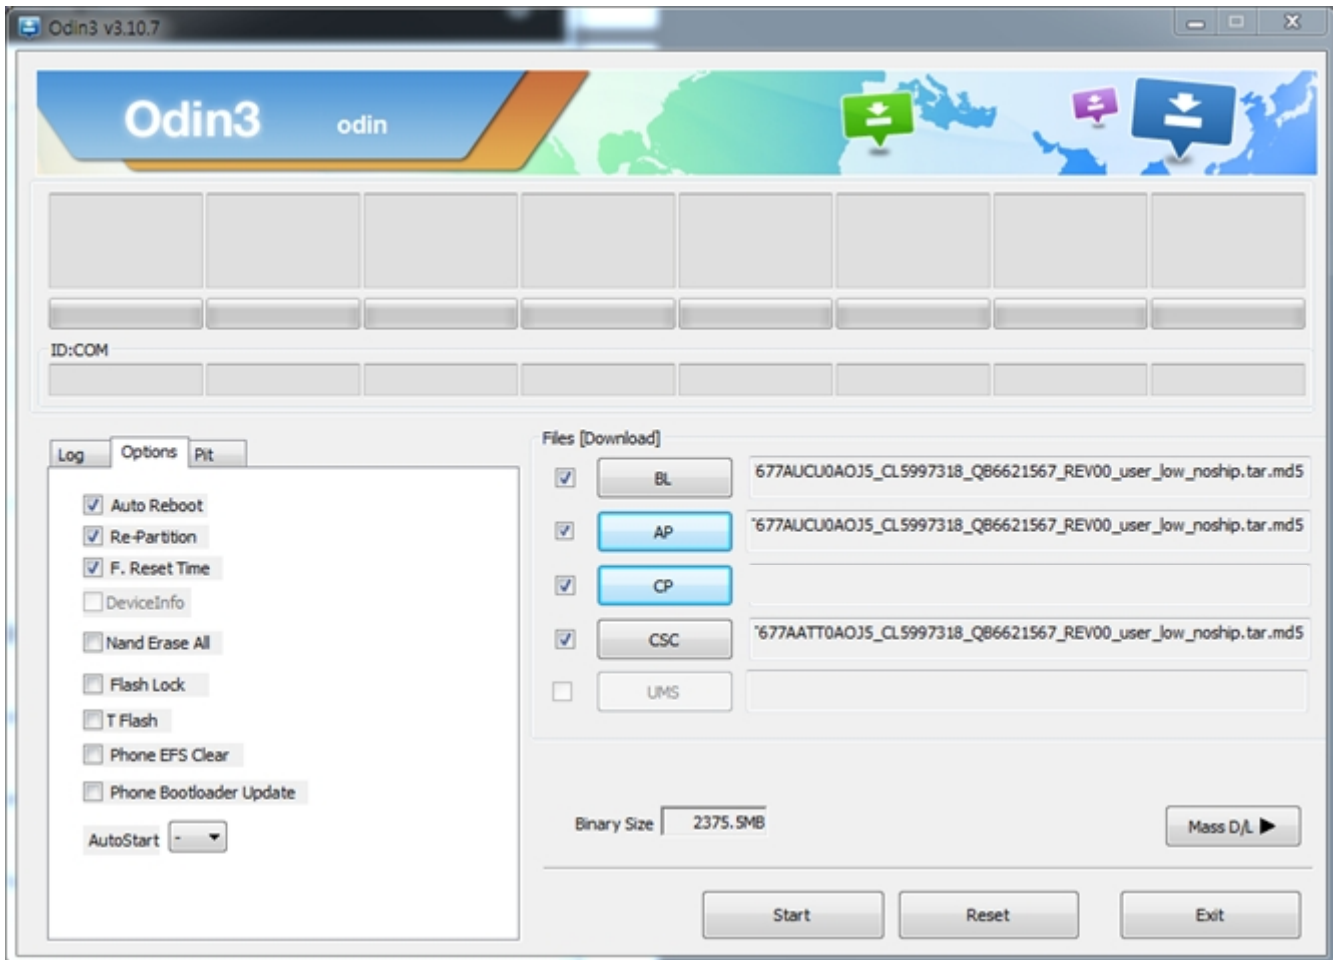 Odin3 v3.10.7
Odin3 odin
ID:COM
Log Options Pit
Auto Reboot
Re-Partition
F. Reset Time
DeviceInfo
Nand Erase All
Flash Lock
T Flash
Phone EFS Clear
Phone Bootloader Update
AutoStart -
Files [Download]
BL 677AUCU0AOJ5_CL5997318_QB6621567_REV00_user_low_noship.tar.md5
AP 677AUCU0AOJ5_CL5997318_QB6621567_REV00_user_low_noship.tar.md5
CP
CSC 677AATT0AOJ5_CL5997318_QB6621567_REV00_user_low_noship.tar.md5
UMS
Binary Size 2375.5MB
Mass D/L ▶
Start Reset Exit